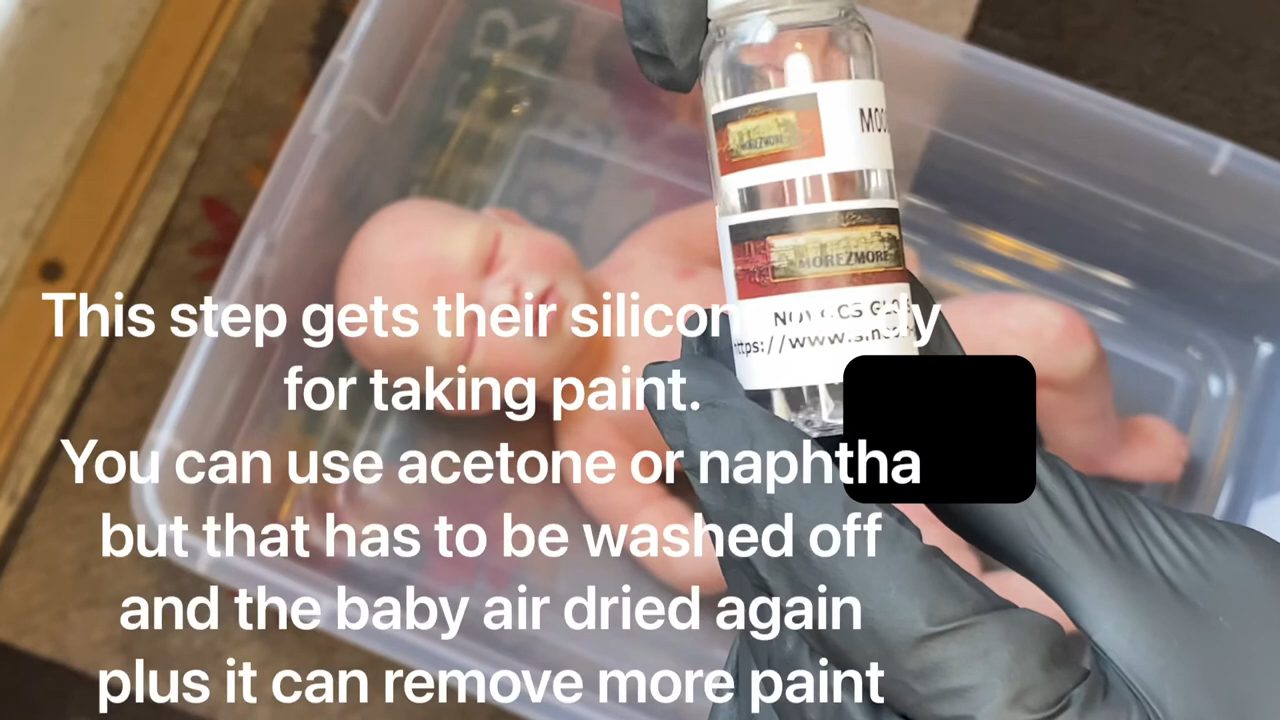 MOREZMORE
MOREZMORE
This step gets their silicon
for taking paint.
You can use acetone or naphtha
but that has to be washed off
and the baby air dried again
plus it can remove more paint